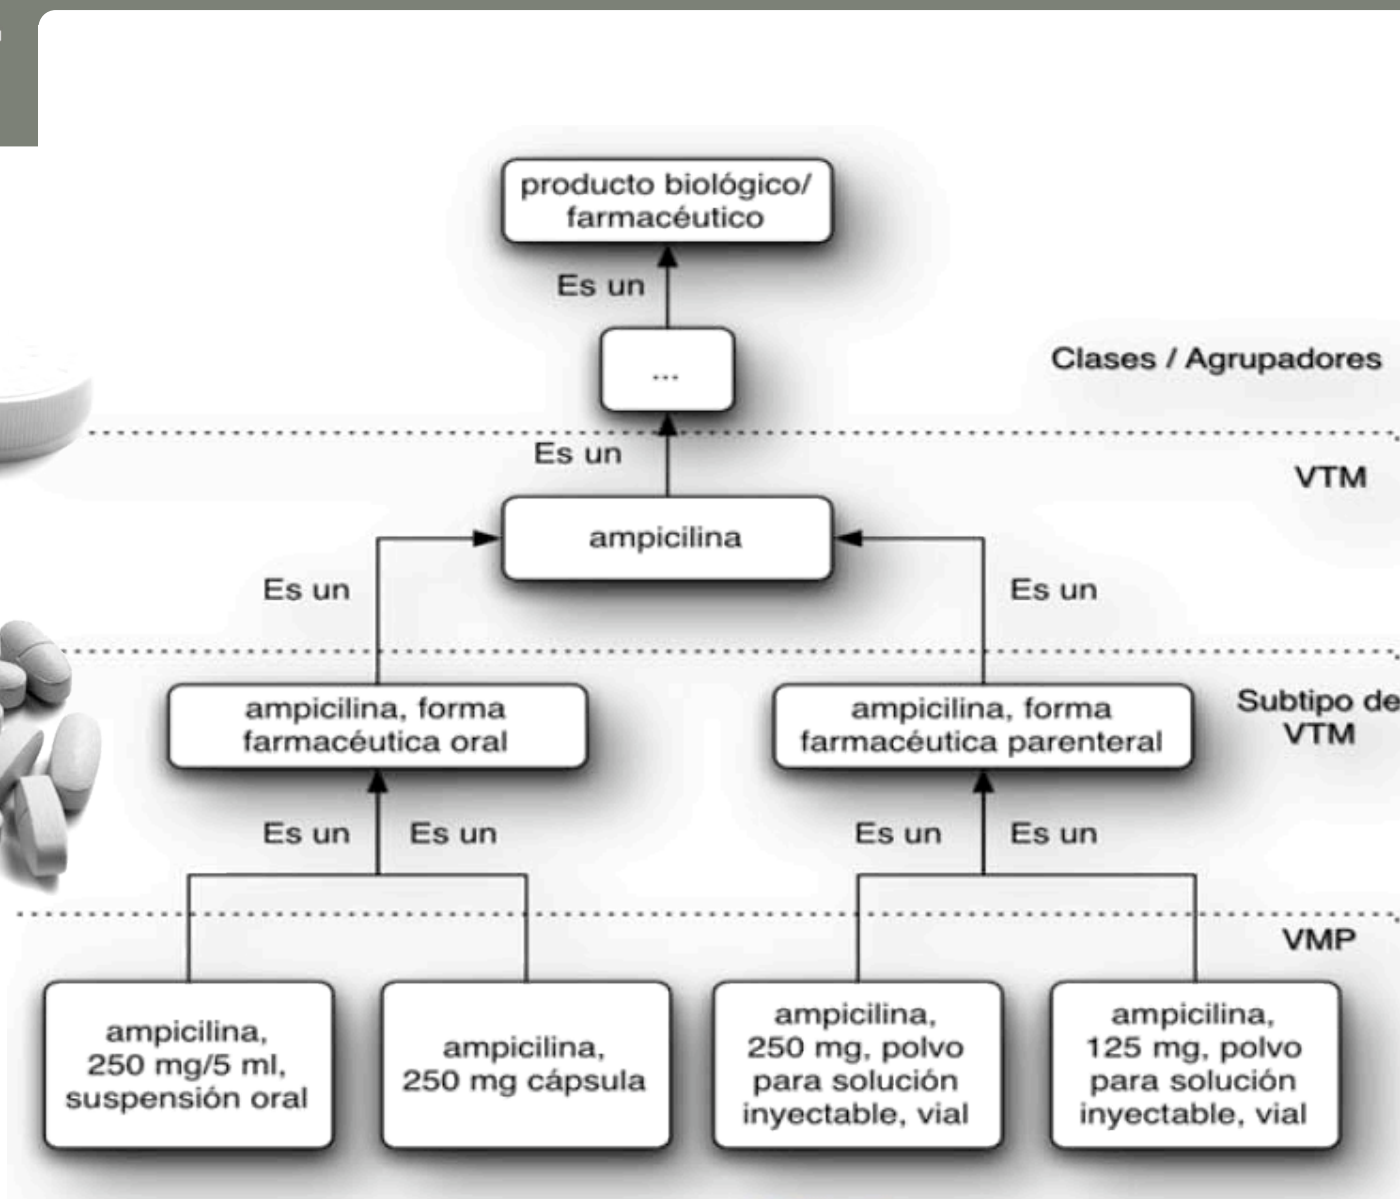 producto biológico/
farmacéutico
Es un
...
Clases / Agrupadores
Es un
VTM
ampicilina
Es un
Es un
ampicilina, forma
farmacéutica oral
ampicilina, forma
farmacéutica parenteral
Subtipo de
VTM
Es un
Es un
Es un
Es un
VMP
ampicilina,
250 mg/5 ml,
suspensión oral
ampicilina,
250 mg cápsula
ampicilina,
250 mg, polvo
para solución
inyectable, vial
ampicilina,
125 mg, polvo
para solución
inyectable, vial